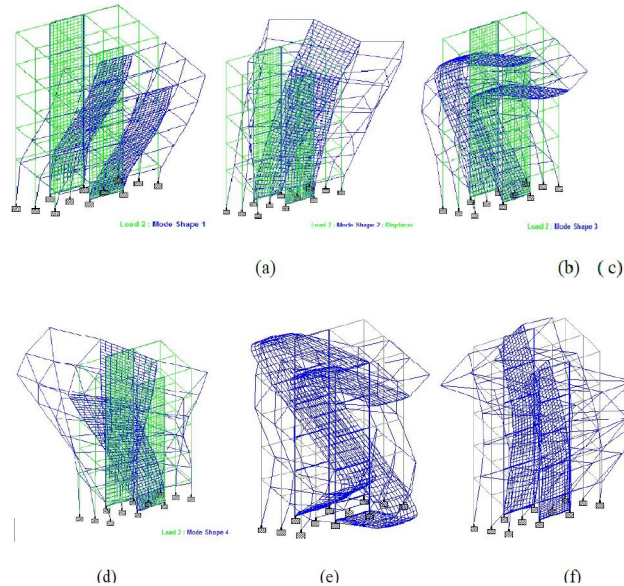 Load 2 : Mode Shape 1
Load 2 : Mode Shape 2 : Displacement
Load 2 : Mode Shape 3
(a)
(b) ( c)
Load 2 : Mode Shape 4
(d)
(e)
(f)